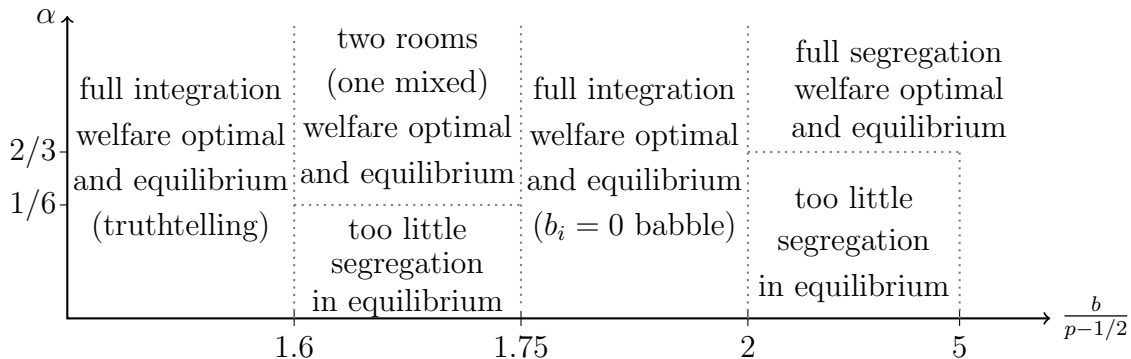 α
full integration
welfare optimal
and equilibrium
(truthtelling)
two rooms
(one mixed)
welfare optimal
and equilibrium
too little
segregation
in equilibrium
full integration
welfare optimal
and equilibrium
(b_i = 0 babble)
full segregation
welfare optimal
and equilibrium
too little
segregation
in equilibrium
2/3
1/6
1.6
1.75
2
5
b
p−1/2